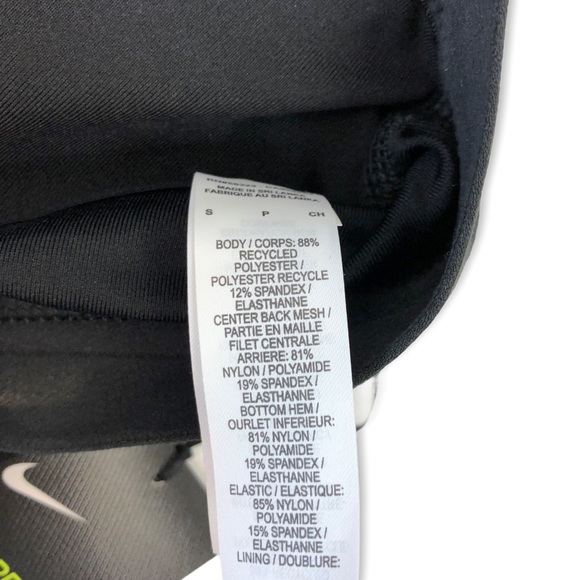 MADE IN SRI LANKA
FABRIQUE AU SRI LANKA
S P CH
BODY / CORPS: 88%
RECYCLED
POLYESTER /
POLYESTER RECYCLE
12% SPANDEX /
ELASTHANNE
CENTER BACK MESH /
PARTIE EN MAILLE
FILET CENTRALE
ARRIERE: 81%
NYLON / POLYAMIDE
19% SPANDEX /
ELASTHANNE
BOTTOM HEM /
OURLET INFERIEUR:
81% NYLON /
POLYAMIDE
19% SPANDEX /
ELASTHANNE
ELASTIC / ELASTIQUE:
85% NYLON /
POLYAMIDE
15% SPANDEX /
ELASTHANNE
LINING / DOUBLURE: